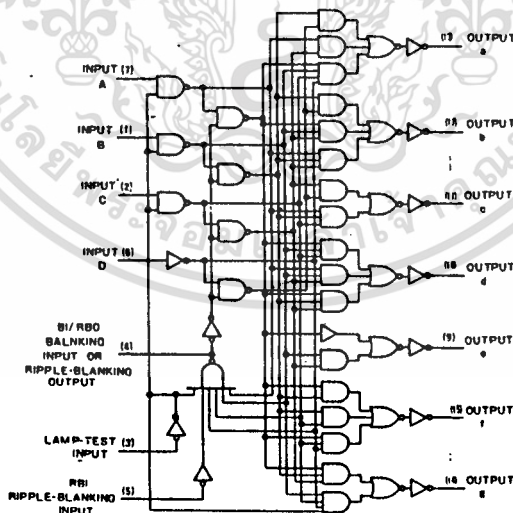 INPUT (7)
A
INPUT (1)
B
INPUT (2)
C
INPUT (6)
D
BI/RBO
BALNKING (4)
INPUT OR
RIPPLE-BLANKING
OUTPUT
LAMP-TEST (3)
INPUT
RBI (5)
RIPPLE-BLANKING
INPUT
(13) OUTPUT
a
(12) OUTPUT
b
(11) OUTPUT
c
(10) OUTPUT
d
(9) OUTPUT
e
(15) OUTPUT
f
(14) OUTPUT
g